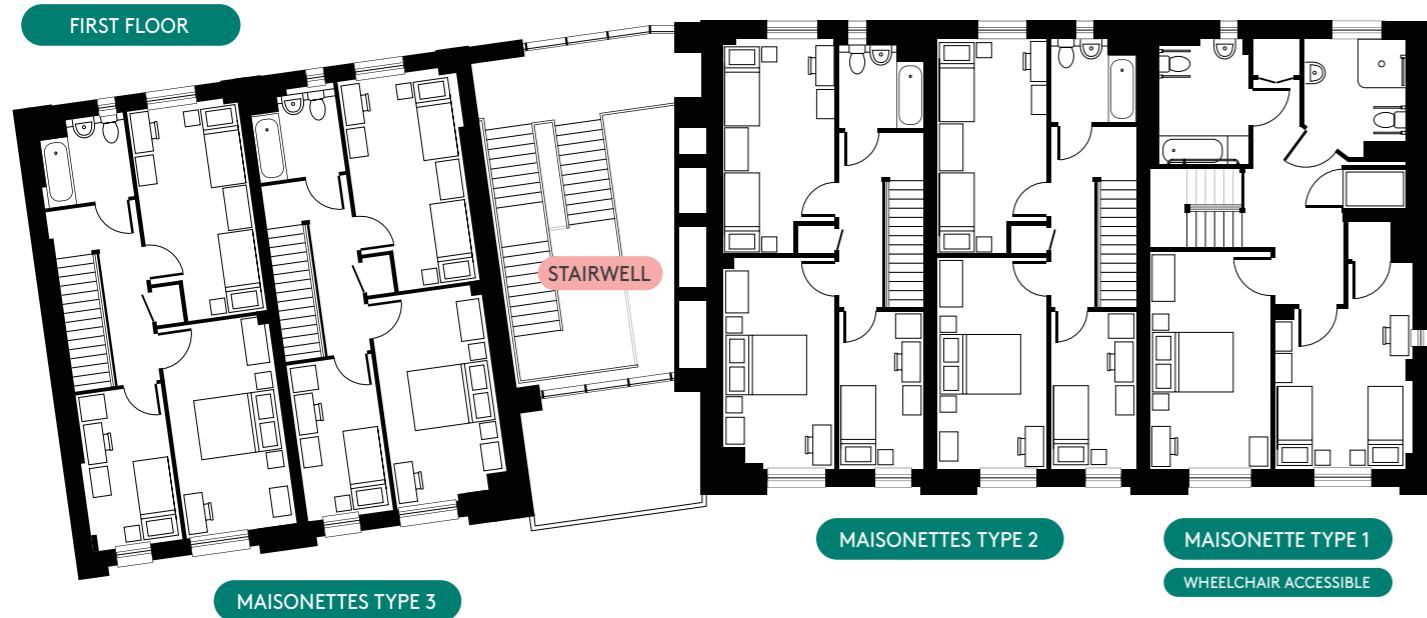 FIRST FLOOR
STAIRWELL
MAISONETTES TYPE 2
MAISONETTE TYPE 1
WHEELCHAIR ACCESSIBLE
MAISONETTES TYPE 3